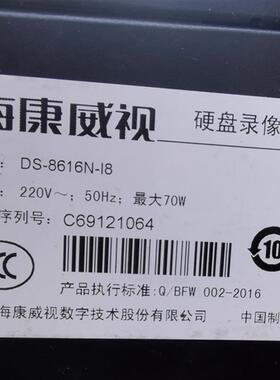 海康威视 硬盘录像
: DS-8616N-I8
: 220V~; 50Hz; 最大70W
序列号: C69121064
10
CCC
产品执行标准: Q/BFW 002-2016
海康威视数字技术股份有限公司 中国制